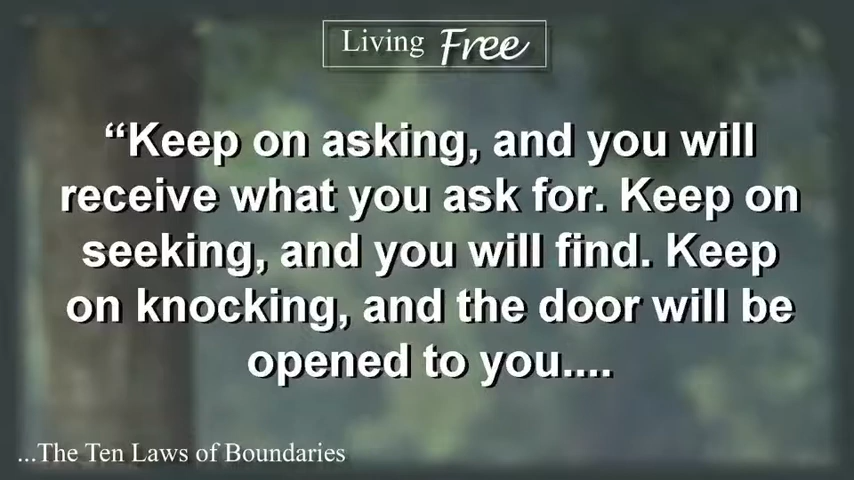 Living Free
“Keep on asking, and you will
receive what you ask for. Keep on
seeking, and you will find. Keep
on knocking, and the door will be
opened to you....
...The Ten Laws of Boundaries